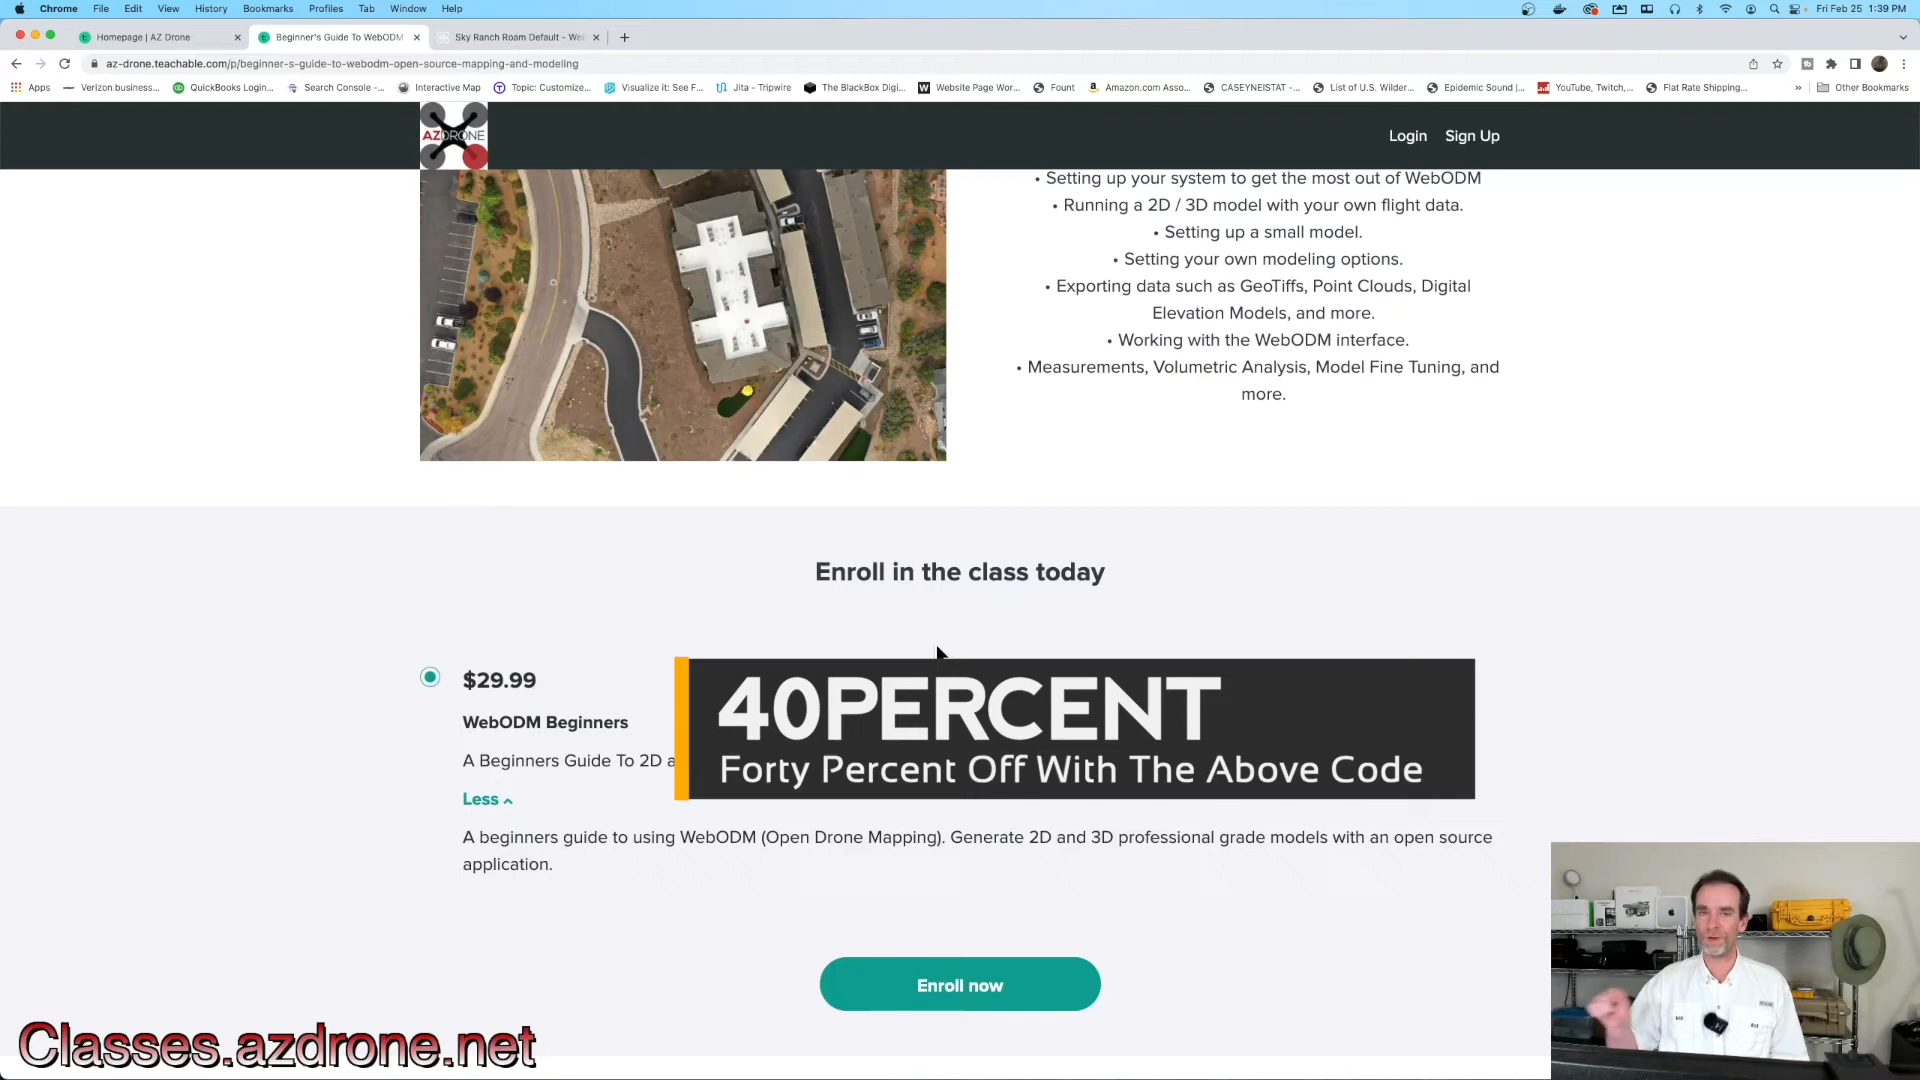 Chrome File Edit View History Bookmarks Profiles Tab Window Help Fri Feb 25 1:39 PM
Homepage | AZ Drone Beginner's Guide To WebODM Sky Ranch Roam Default - We
az-drone.teachable.com/p/beginner-s-guide-to-webodm-open-source-mapping-and-modeling
Apps Verizon business... QuickBooks Login... Search Console -... Interactive Map Topic: Customize... Visualize it: See F... Jita - Tripwire The BlackBox Digi... Website Page Wor... Fount Amazon.com Asso... CASEYNEISTAT -... List of U.S. Wilder... Epidemic Sound |... YouTube, Twitch,... Flat Rate Shipping... » Other Bookmarks
AZDRONE
Login Sign Up
• Setting up your system to get the most out of WebODM
• Running a 2D / 3D model with your own flight data.
• Setting up a small model.
• Setting your own modeling options.
• Exporting data such as GeoTiffs, Point Clouds, Digital
Elevation Models, and more.
• Working with the WebODM interface.
• Measurements, Volumetric Analysis, Model Fine Tuning, and
more.
Enroll in the class today
$29.99
WebODM Beginners
A Beginners Guide To 2D a
40PERCENT
Forty Percent Off With The Above Code
Less
A beginners guide to using WebODM (Open Drone Mapping). Generate 2D and 3D professional grade models with an open source
application.
Enroll now
Classes.azdrone.net